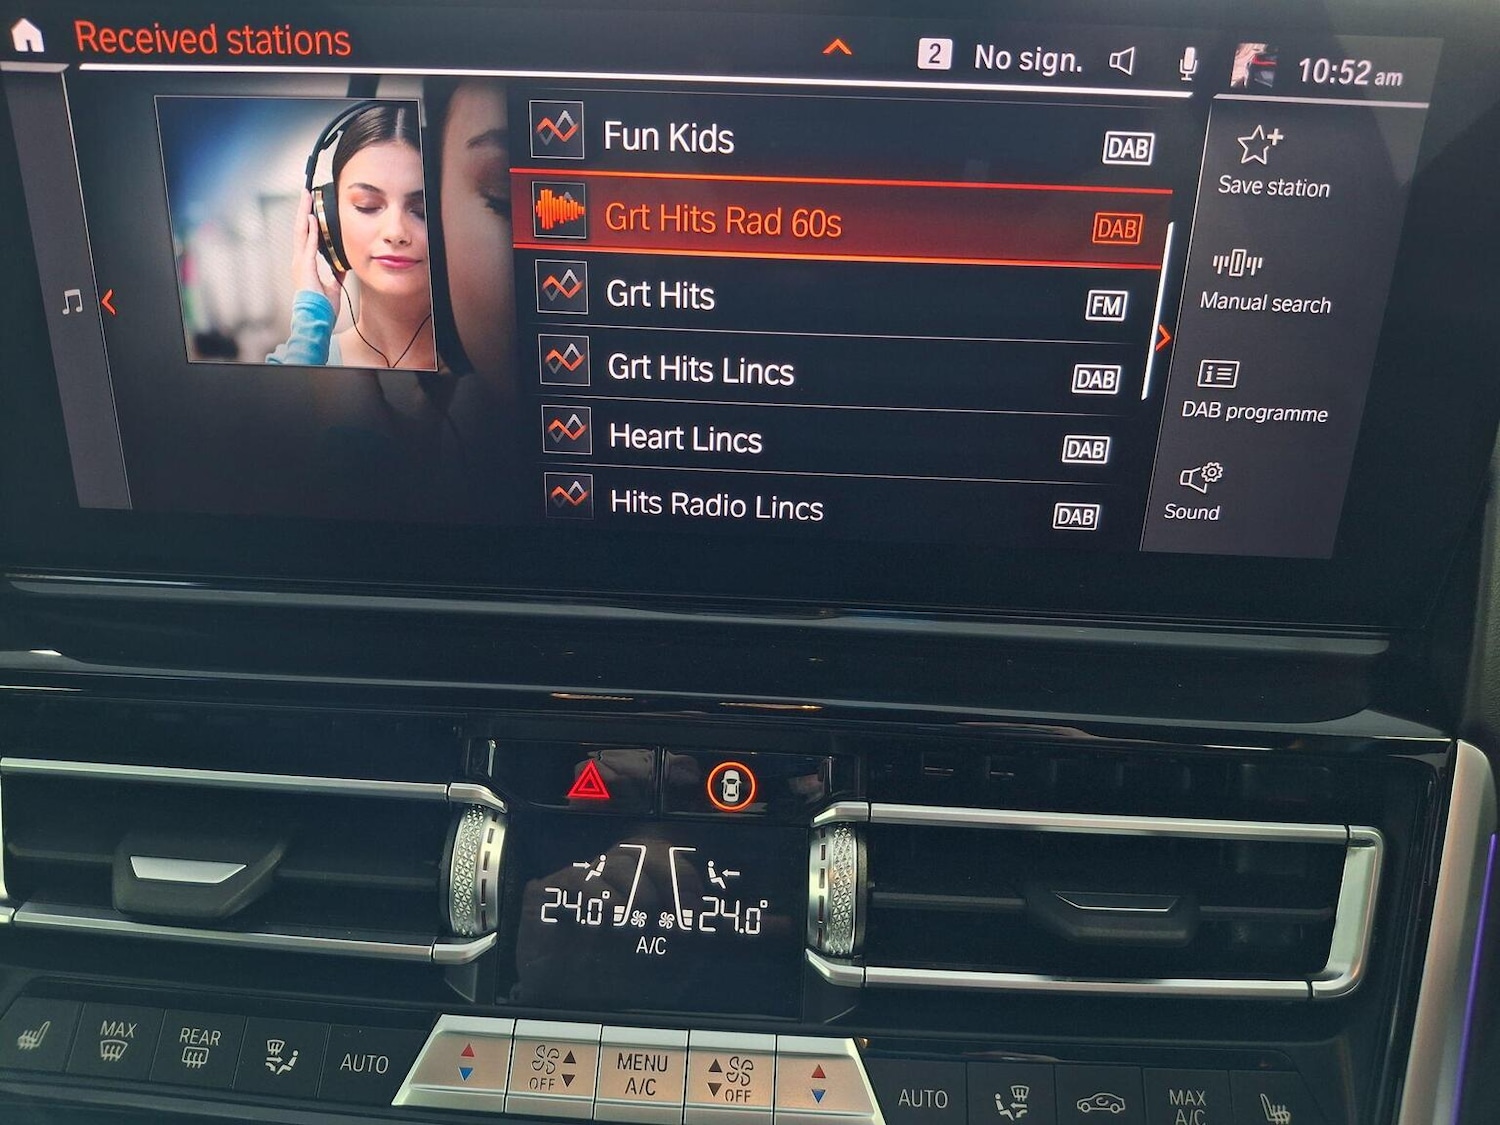 Received stations
2 No sign.
10:52 am
Fun Kids DAB
Grt Hits Rad 60s DAB
Grt Hits FM
Grt Hits Lincs DAB
Heart Lincs DAB
Hits Radio Lincs DAB
Save station
Manual search
DAB programme
Sound
24.0° 24.0°
A/C
MAX
REAR
AUTO
OFF
MENU
A/C
OFF
AUTO
MAX
A/C